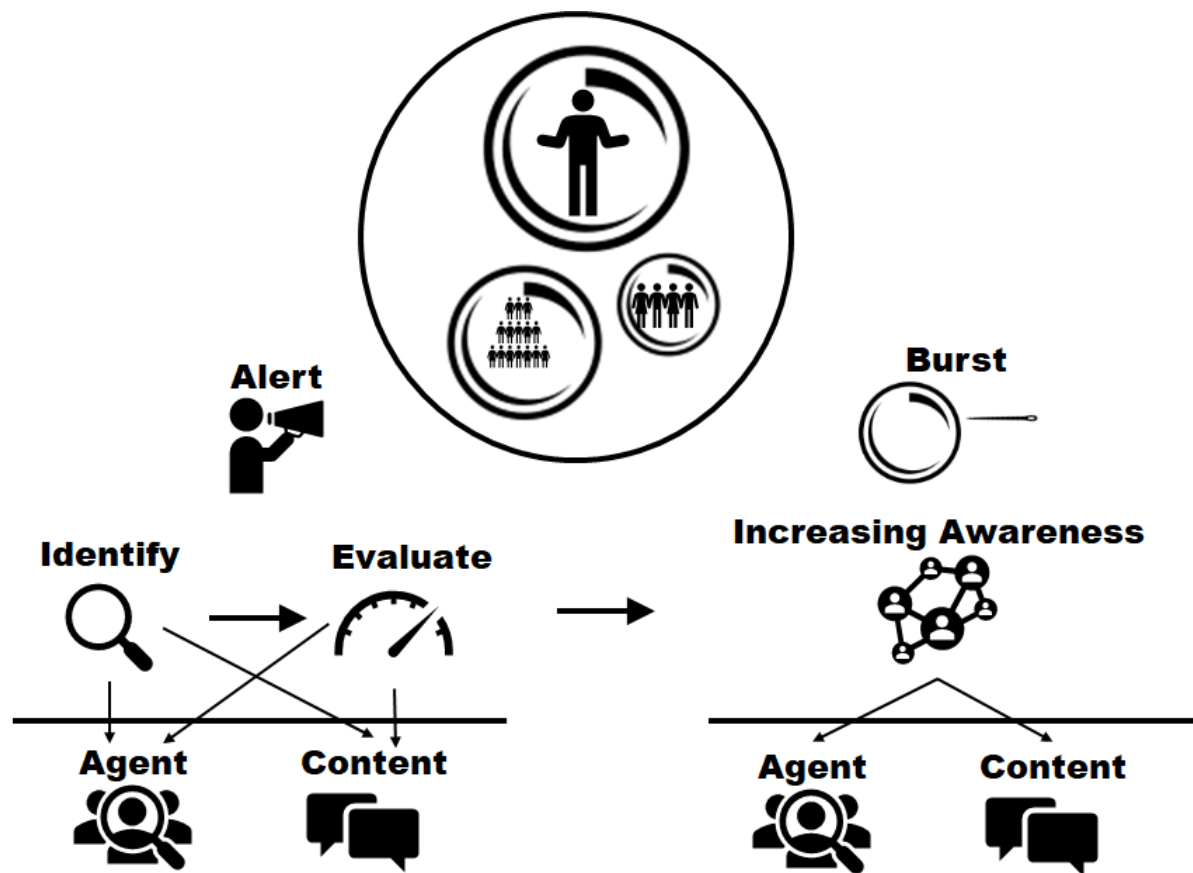 Alert
Burst
Identify
Evaluate
Increasing Awareness
Agent
Content
Agent
Content